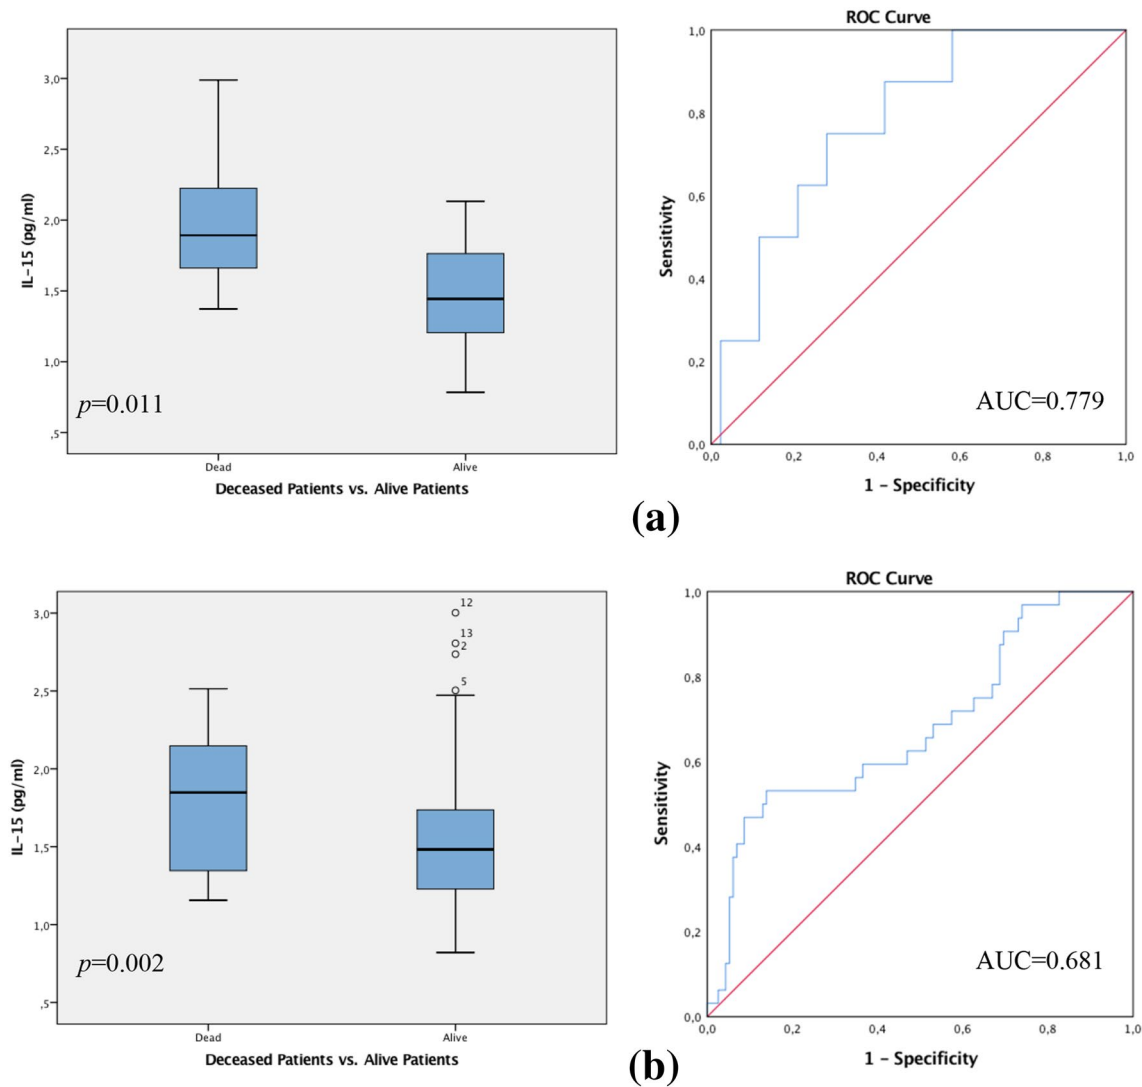 ROC Curve
3,0
2,5
2,0
1,5
1,0
,5
IL-15 (pg/ml)
p=0.011
Dead
Alive
Deceased Patients vs. Alive Patients
1,0
0,8
0,6
0,4
0,2
0,0
Sensitivity
AUC=0.779
0,0
0,2
0,4
0,6
0,8
1,0
1 - Specificity
(a)
ROC Curve
3,0
2,5
2,0
1,5
1,0
,5
IL-15 (pg/ml)
12
13
2
5
p=0.002
Dead
Alive
Deceased Patients vs. Alive Patients
1,0
0,8
0,6
0,4
0,2
0,0
Sensitivity
AUC=0.681
0,0
0,2
0,4
0,6
0,8
1,0
1 - Specificity
(b)